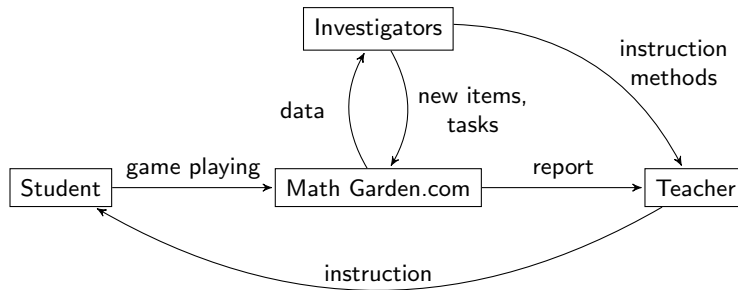 Investigators
instruction
methods
data
new items,
tasks
game playing
report
Student
Math Garden.com
Teacher
instruction